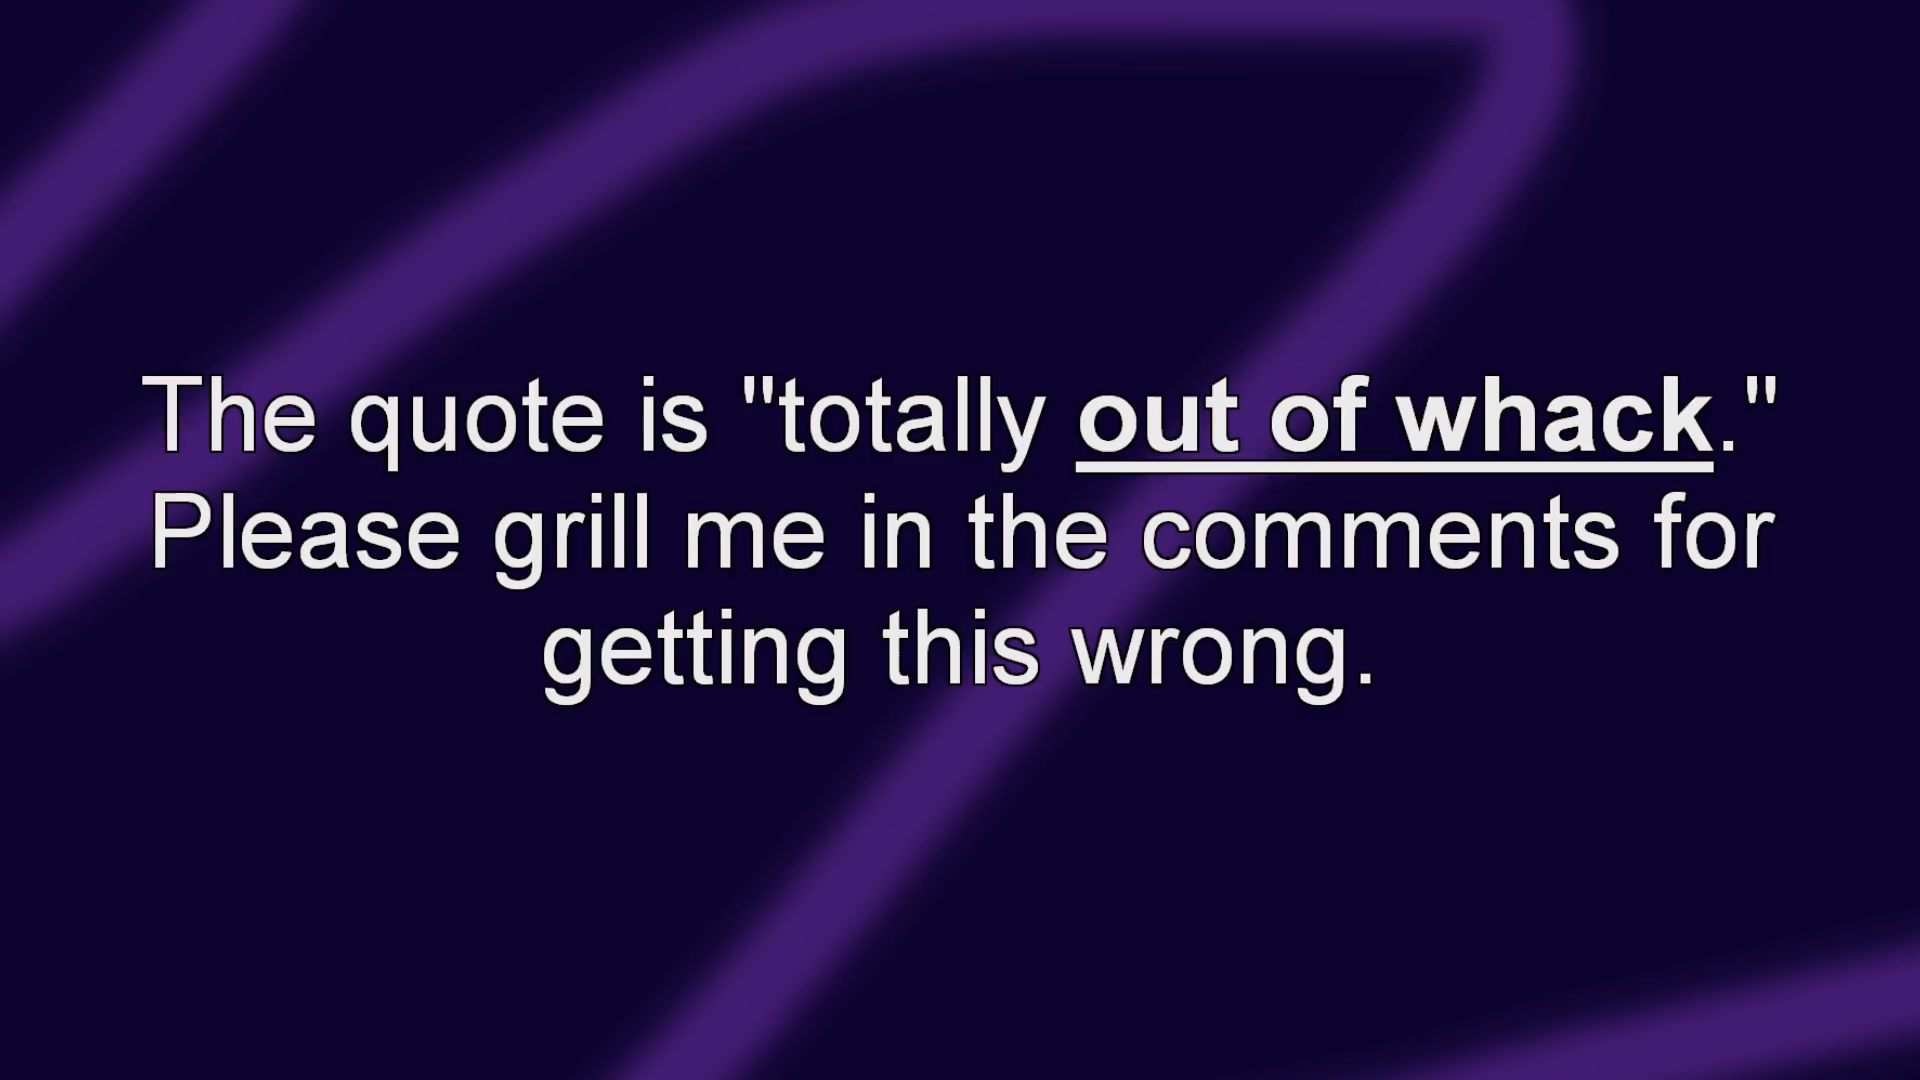 The quote is "totally out of whack."
Please grill me in the comments for
getting this wrong.